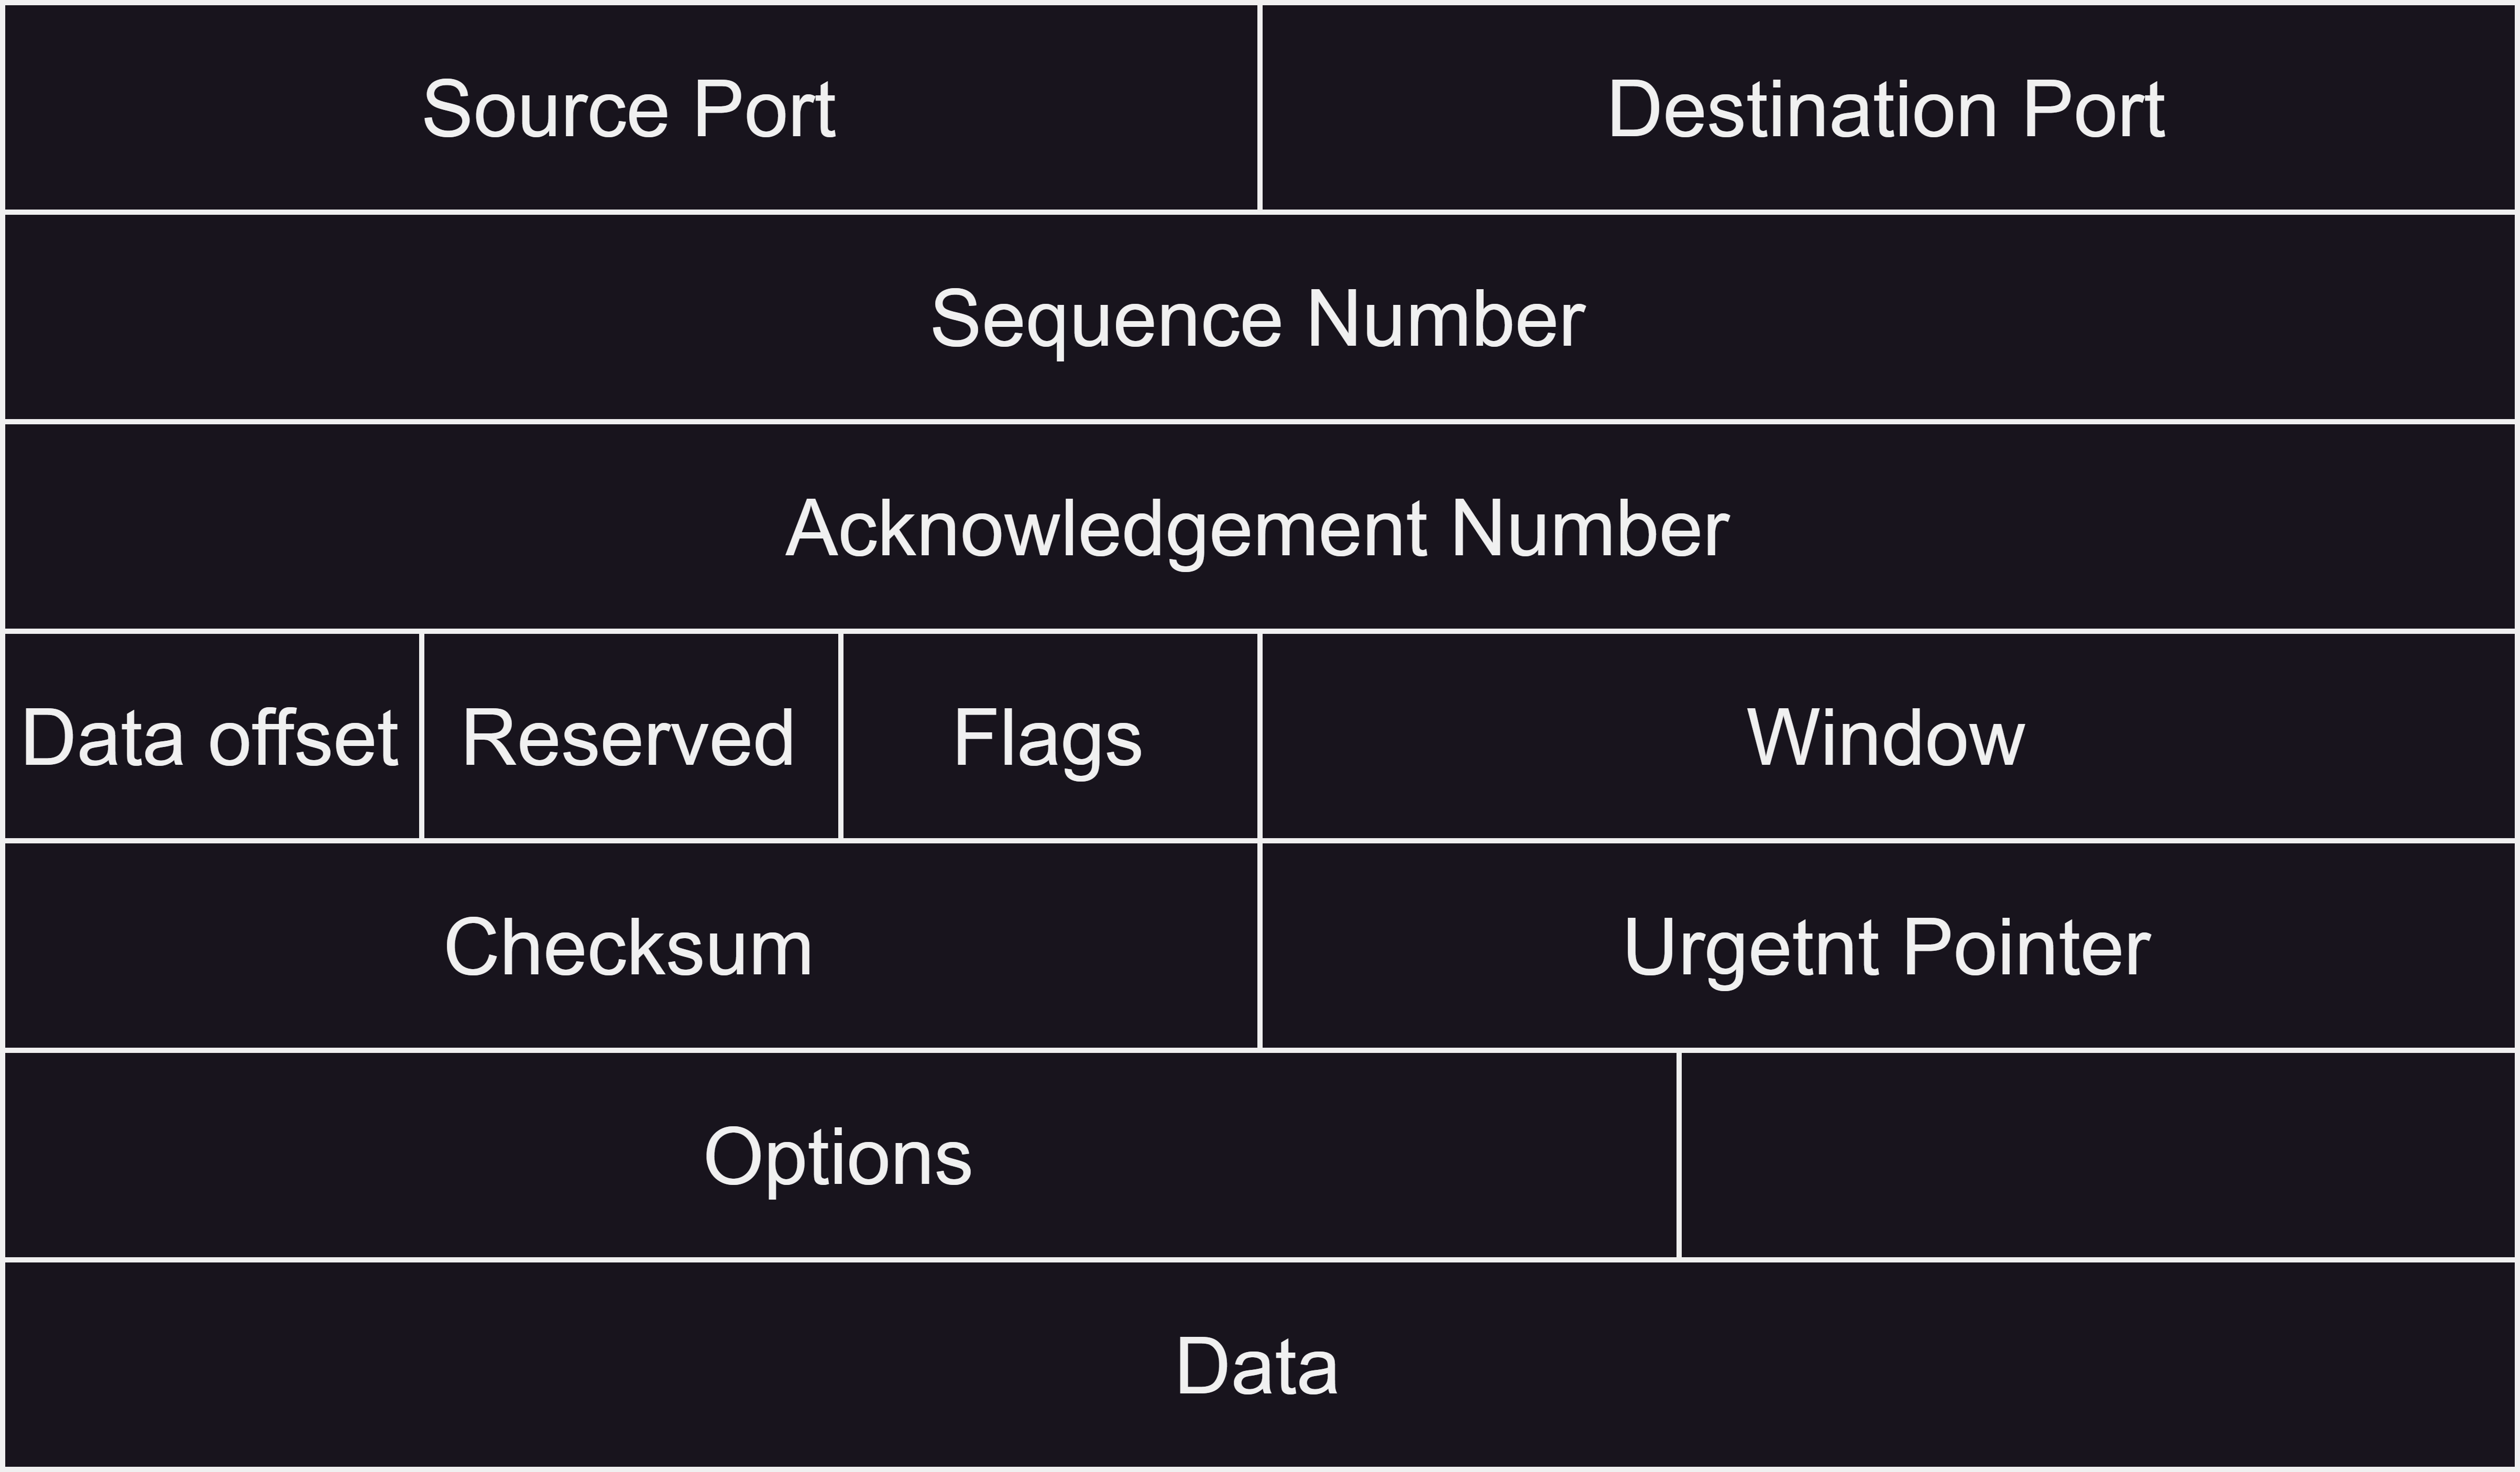 Source Port
Destination Port
Sequence Number
Acknowledgement Number
Data offset
Reserved
Flags
Window
Checksum
Urgetnt Pointer
Options
Data